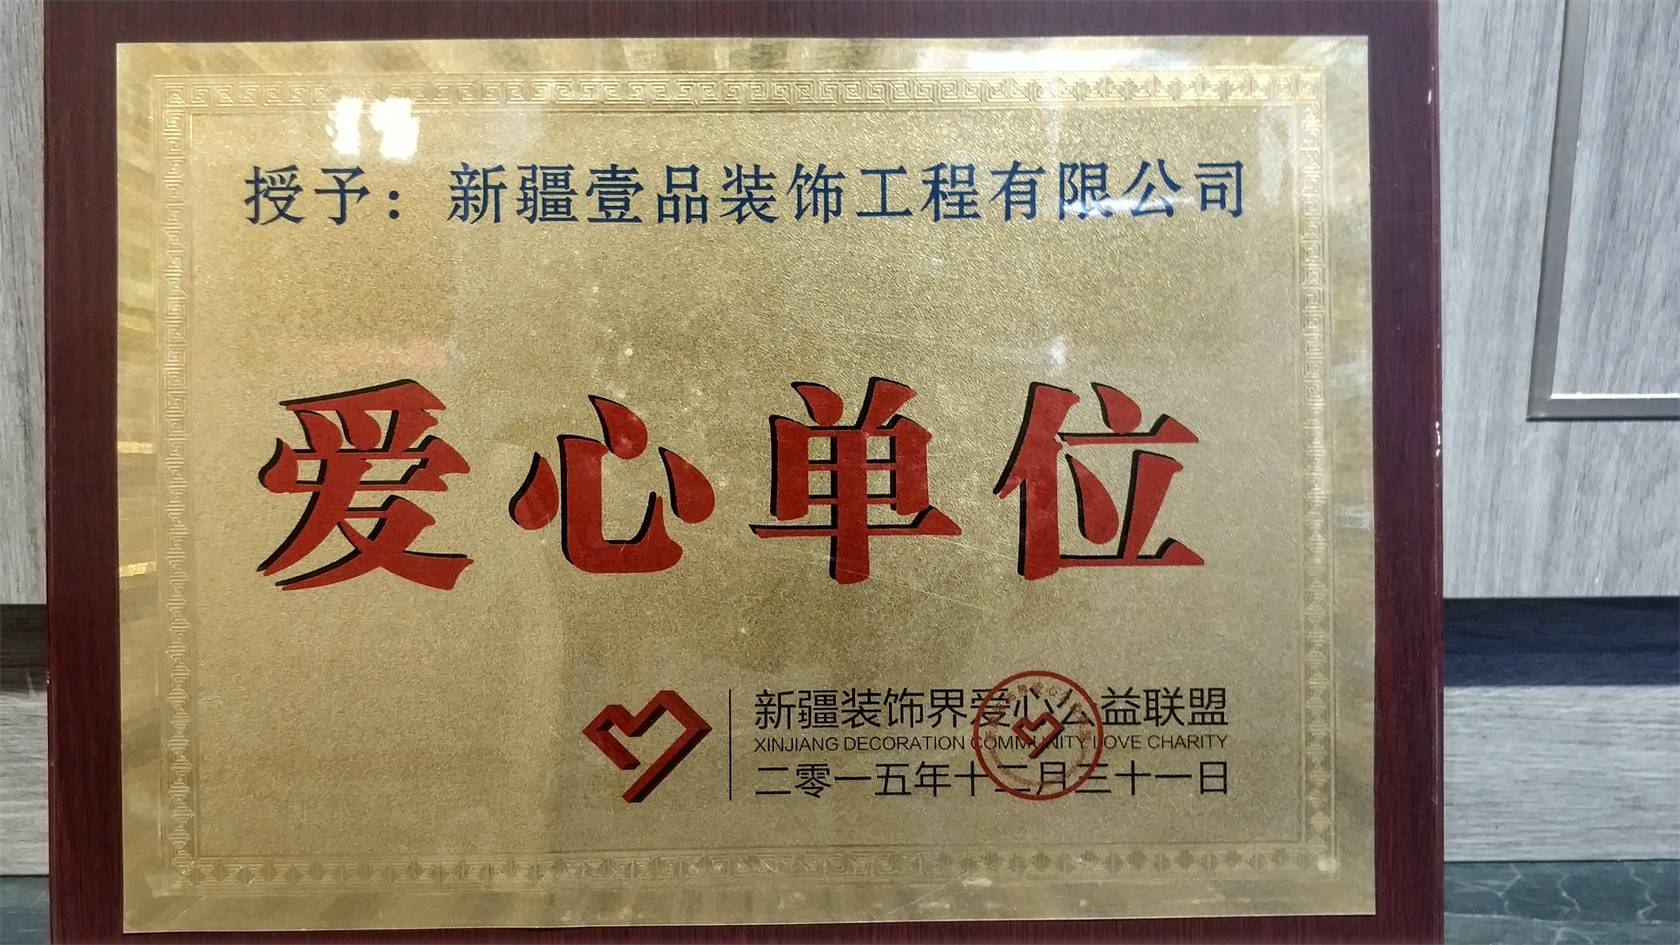 授予：新疆壹品装饰工程有限公司
爱心单位
新疆装饰界爱心公益联盟
XINJIANG DECORATION COMMUNITY LOVE CHARITY
二零一五年十二月三十一日